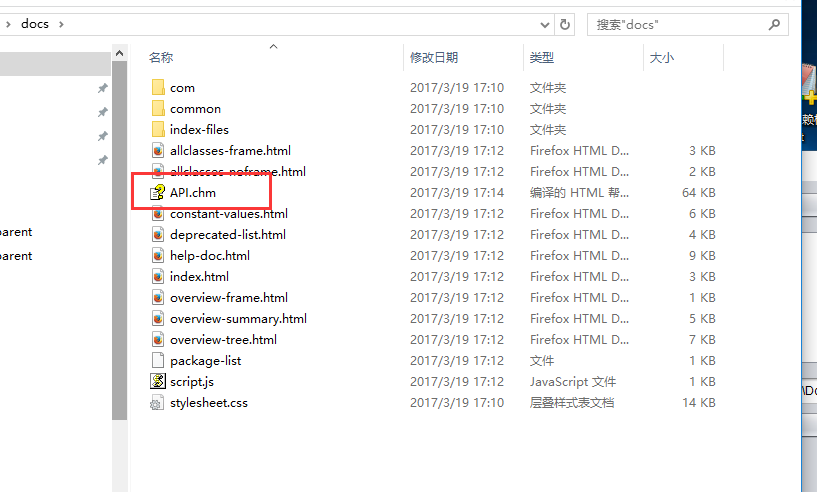 docs
搜索"docs"
名称 修改日期 类型 大小
com 2017/3/19 17:10 文件夹
common 2017/3/19 17:10 文件夹
index-files 2017/3/19 17:10 文件夹
allclasses-frame.html 2017/3/19 17:12 Firefox HTML D... 3 KB
allclasses-noframe.html 2017/3/19 17:12 Firefox HTML D... 2 KB
API.chm 2017/3/19 17:14 编译的 HTML 帮... 64 KB
constant-values.html 2017/3/19 17:12 Firefox HTML D... 6 KB
deprecated-list.html 2017/3/19 17:12 Firefox HTML D... 4 KB
arent
help-doc.html 2017/3/19 17:12 Firefox HTML D... 9 KB
arent
index.html 2017/3/19 17:12 Firefox HTML D... 3 KB
overview-frame.html 2017/3/19 17:12 Firefox HTML D... 1 KB
overview-summary.html 2017/3/19 17:12 Firefox HTML D... 5 KB
overview-tree.html 2017/3/19 17:12 Firefox HTML D... 7 KB
package-list 2017/3/19 17:12 文件 1 KB
script.js 2017/3/19 17:12 JavaScript 文件 1 KB
\Do
stylesheet.css 2017/3/19 17:10 层叠样式表文档 14 KB